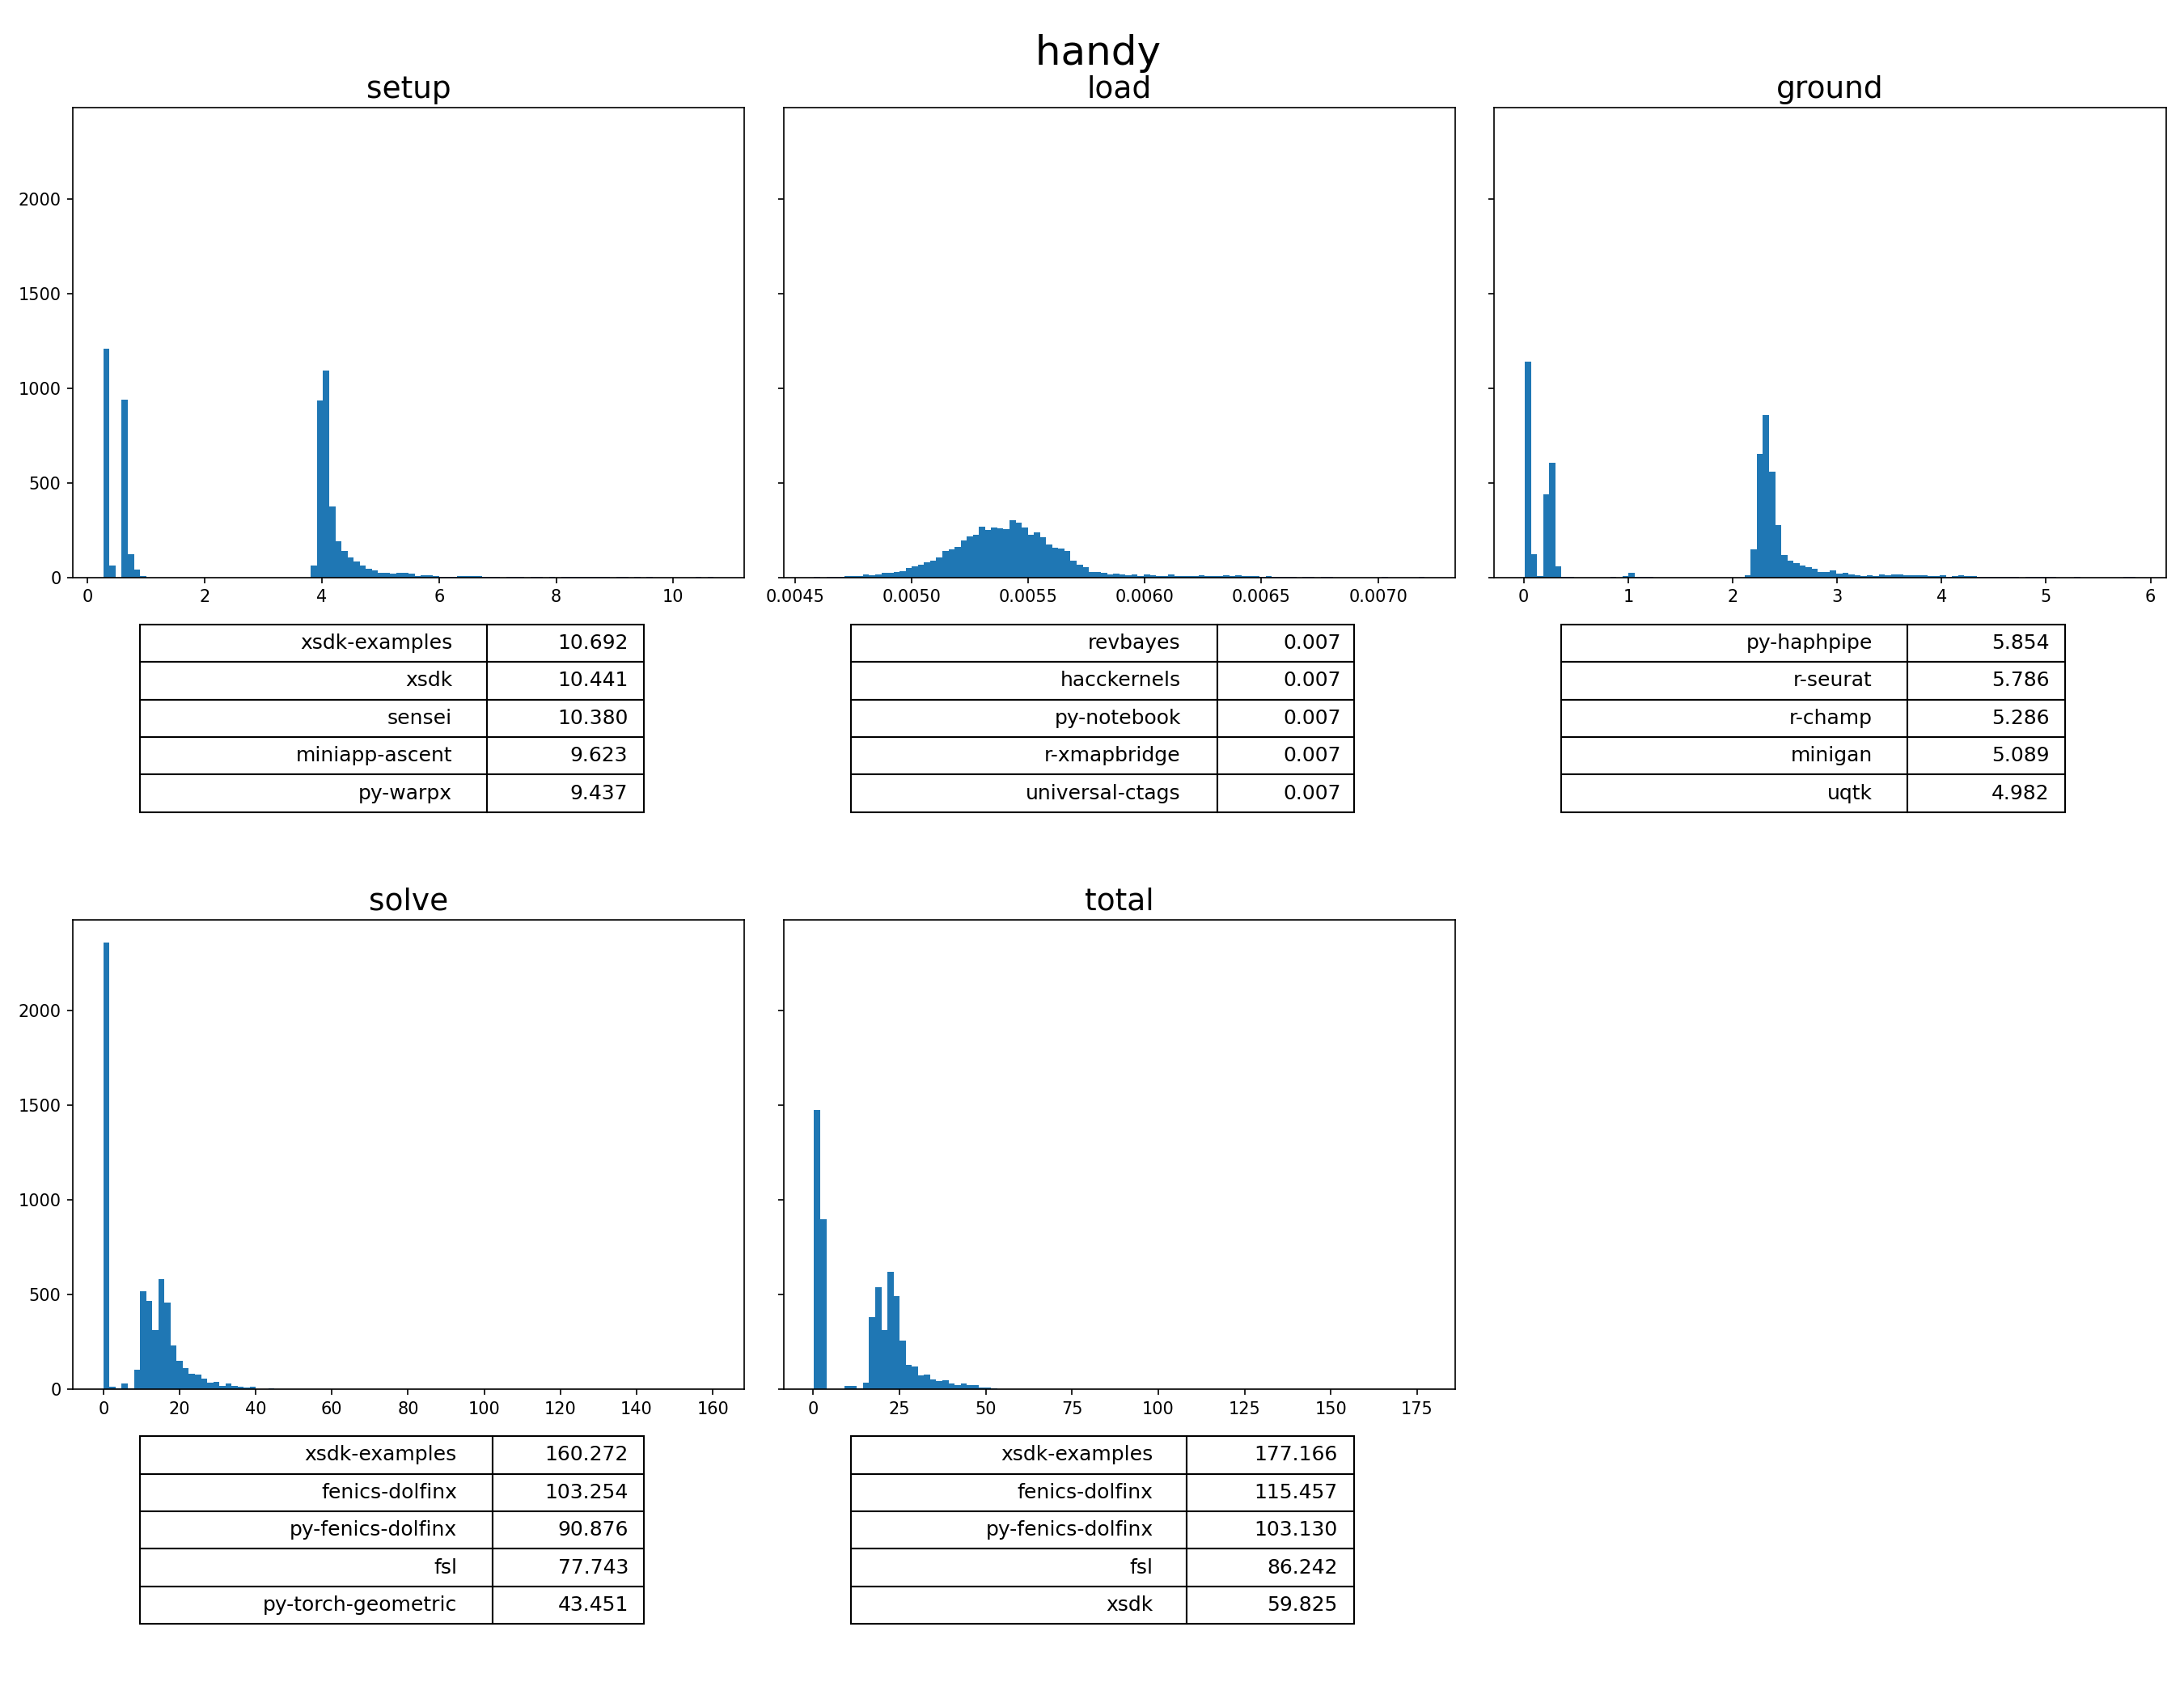 handy
setup
load
ground
2000
1500
1000
500
0
0 2 4 6 8 10
0.0045 0.0050 0.0055 0.0060 0.0065 0.0070
0 1 2 3 4 5 6
xsdk-examples 10.692
xsdk 10.441
sensei 10.380
miniapp-ascent 9.623
py-warpx 9.437
revbayes 0.007
hacckernels 0.007
py-notebook 0.007
r-xmapbridge 0.007
universal-ctags 0.007
py-haphpipe 5.854
r-seurat 5.786
r-champ 5.286
minigan 5.089
uqtk 4.982
solve
total
2000
1500
1000
500
0
0 20 40 60 80 100 120 140 160
0 25 50 75 100 125 150 175
xsdk-examples 160.272
fenics-dolfinx 103.254
py-fenics-dolfinx 90.876
fsl 77.743
py-torch-geometric 43.451
xsdk-examples 177.166
fenics-dolfinx 115.457
py-fenics-dolfinx 103.130
fsl 86.242
xsdk 59.825